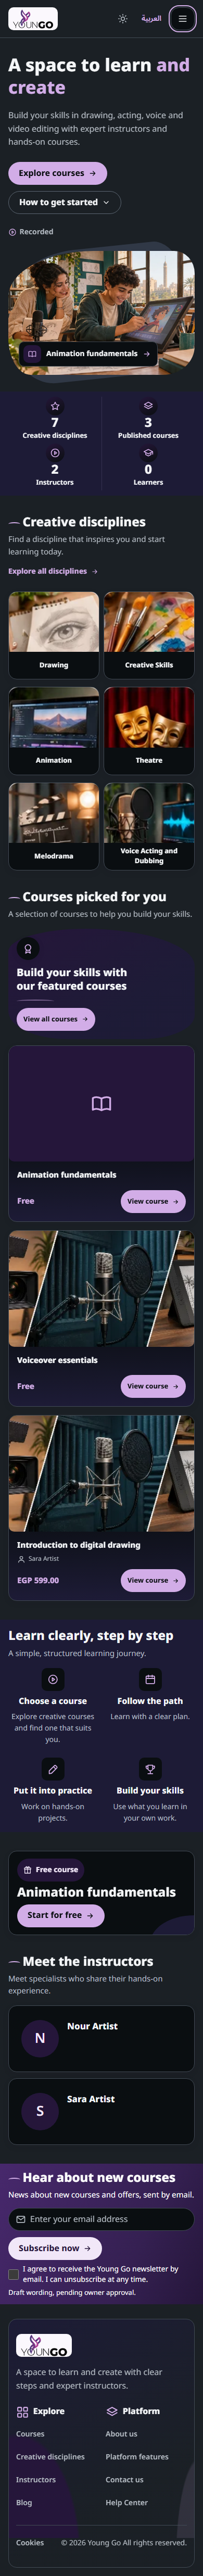 YOUNGO
العربية
A space to learn and
create
Build your skills in drawing, acting, voice and
video editing with expert instructors and
hands-on courses.
Explore courses
How to get started
Recorded
Animation fundamentals
7
Creative disciplines
3
Published courses
2
Instructors
0
Learners
Creative disciplines
Find a discipline that inspires you and start
learning today.
Explore all disciplines
Drawing
Creative Skills
Animation
Theatre
Melodrama
Voice Acting and
Dubbing
Courses picked for you
A selection of courses to help you build your skills.
Build your skills with
our featured courses
View all courses
Animation fundamentals
Free
View course
Voiceover essentials
Free
View course
Introduction to digital drawing
Sara Artist
EGP 599.00
View course
Learn clearly, step by step
A simple, structured learning journey.
Choose a course
Explore creative courses
and find one that suits
you.
Follow the path
Learn with a clear plan.
Put it into practice
Work on hands-on
projects.
Build your skills
Use what you learn in
your own work.
Free course
Animation fundamentals
Start for free
Meet the instructors
Meet specialists who share their hands-on
experience.
N
Nour Artist
S
Sara Artist
Hear about new courses
News about new courses and offers, sent by email.
Enter your email address
Subscribe now
I agree to receive the Young Go newsletter by
email. I can unsubscribe at any time.
Draft wording, pending owner approval.
YOUNGO
A space to learn and create with clear
steps and expert instructors.
Explore
Courses
Creative disciplines
Instructors
Blog
Platform
About us
Platform features
Contact us
Help Center
Cookies
© 2026 Young Go All rights reserved.